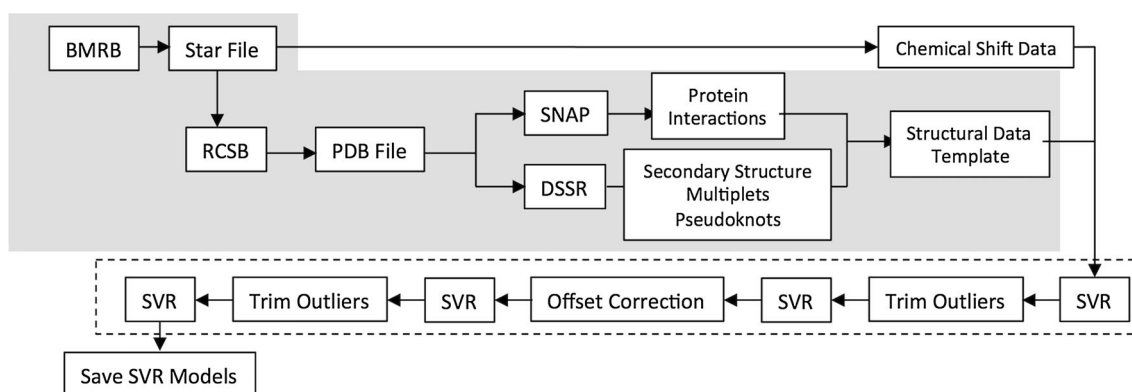 BMRB
Star File
Chemical Shift Data
RCSB
PDB File
SNAP
Protein
Interactions
DSSR
Secondary Structure
Multiplets
Pseudoknots
Structural Data
Template
SVR
Trim Outliers
SVR
Offset Correction
SVR
Trim Outliers
SVR
Save SVR Models